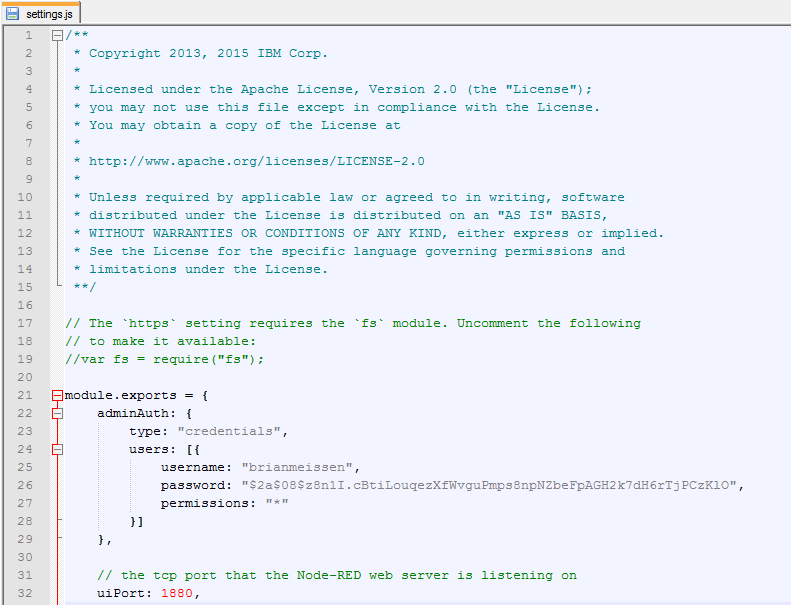 settings.js
1 /**
2 * Copyright 2013, 2015 IBM Corp.
3 *
4 * Licensed under the Apache License, Version 2.0 (the "License");
5 * you may not use this file except in compliance with the License.
6 * You may obtain a copy of the License at
7 *
8 * http://www.apache.org/licenses/LICENSE-2.0
9 *
10 * Unless required by applicable law or agreed to in writing, software
11 * distributed under the License is distributed on an "AS IS" BASIS,
12 * WITHOUT WARRANTIES OR CONDITIONS OF ANY KIND, either express or implied.
13 * See the License for the specific language governing permissions and
14 * limitations under the License.
15 **/
16
17 // The `https` setting requires the `fs` module. Uncomment the following
18 // to make it available:
19 //var fs = require("fs");
20
21 module.exports = {
22 adminAuth: {
23 type: "credentials",
24 users: [{
25 username: "brianmeissen",
26 password: "$2a$08$z8n1I.cBtiLouqezXfWvguPmps8npNZbeFpAGH2k7dH6rTjPCzKlO",
27 permissions: "*"
28 }]
29 },
30
31 // the tcp port that the Node-RED web server is listening on
32 uiPort: 1880,